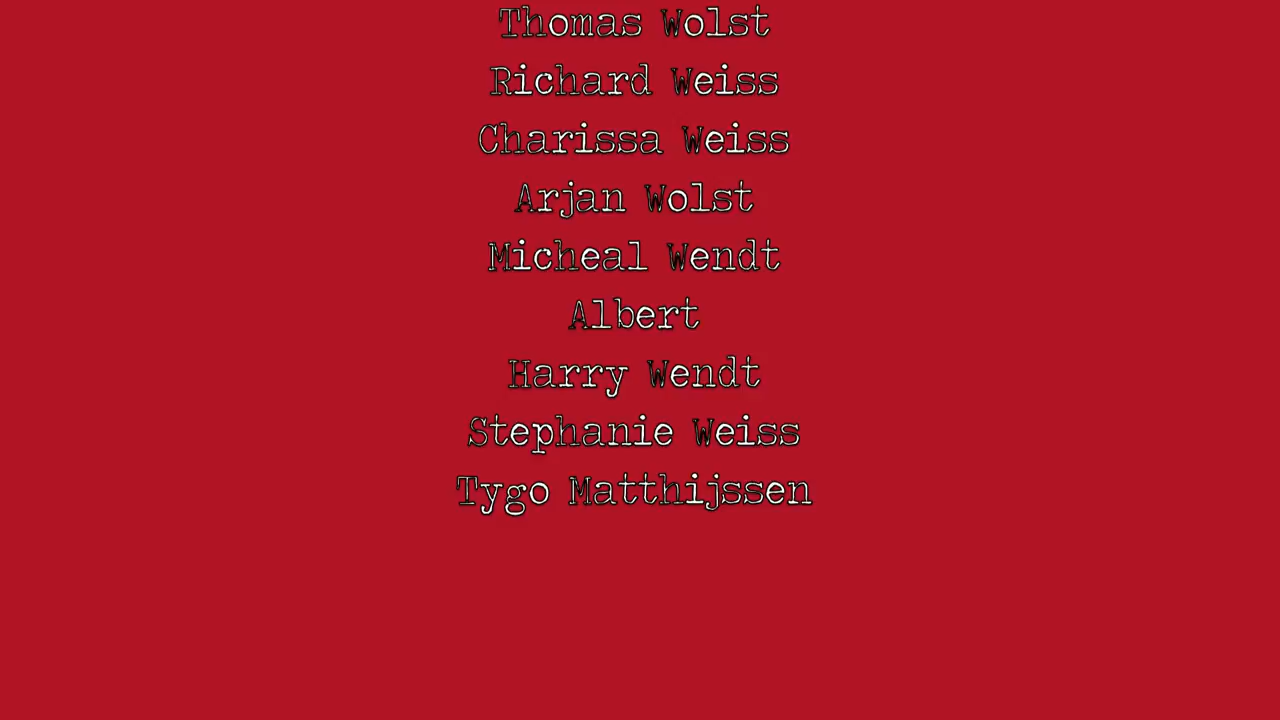 Thomas Wolst
Richard Weiss
Charissa Weiss
Arjan Wolst
Micheal Wendt
Albert
Harry Wendt
Stephanie Weiss
Tygo Matthijssen